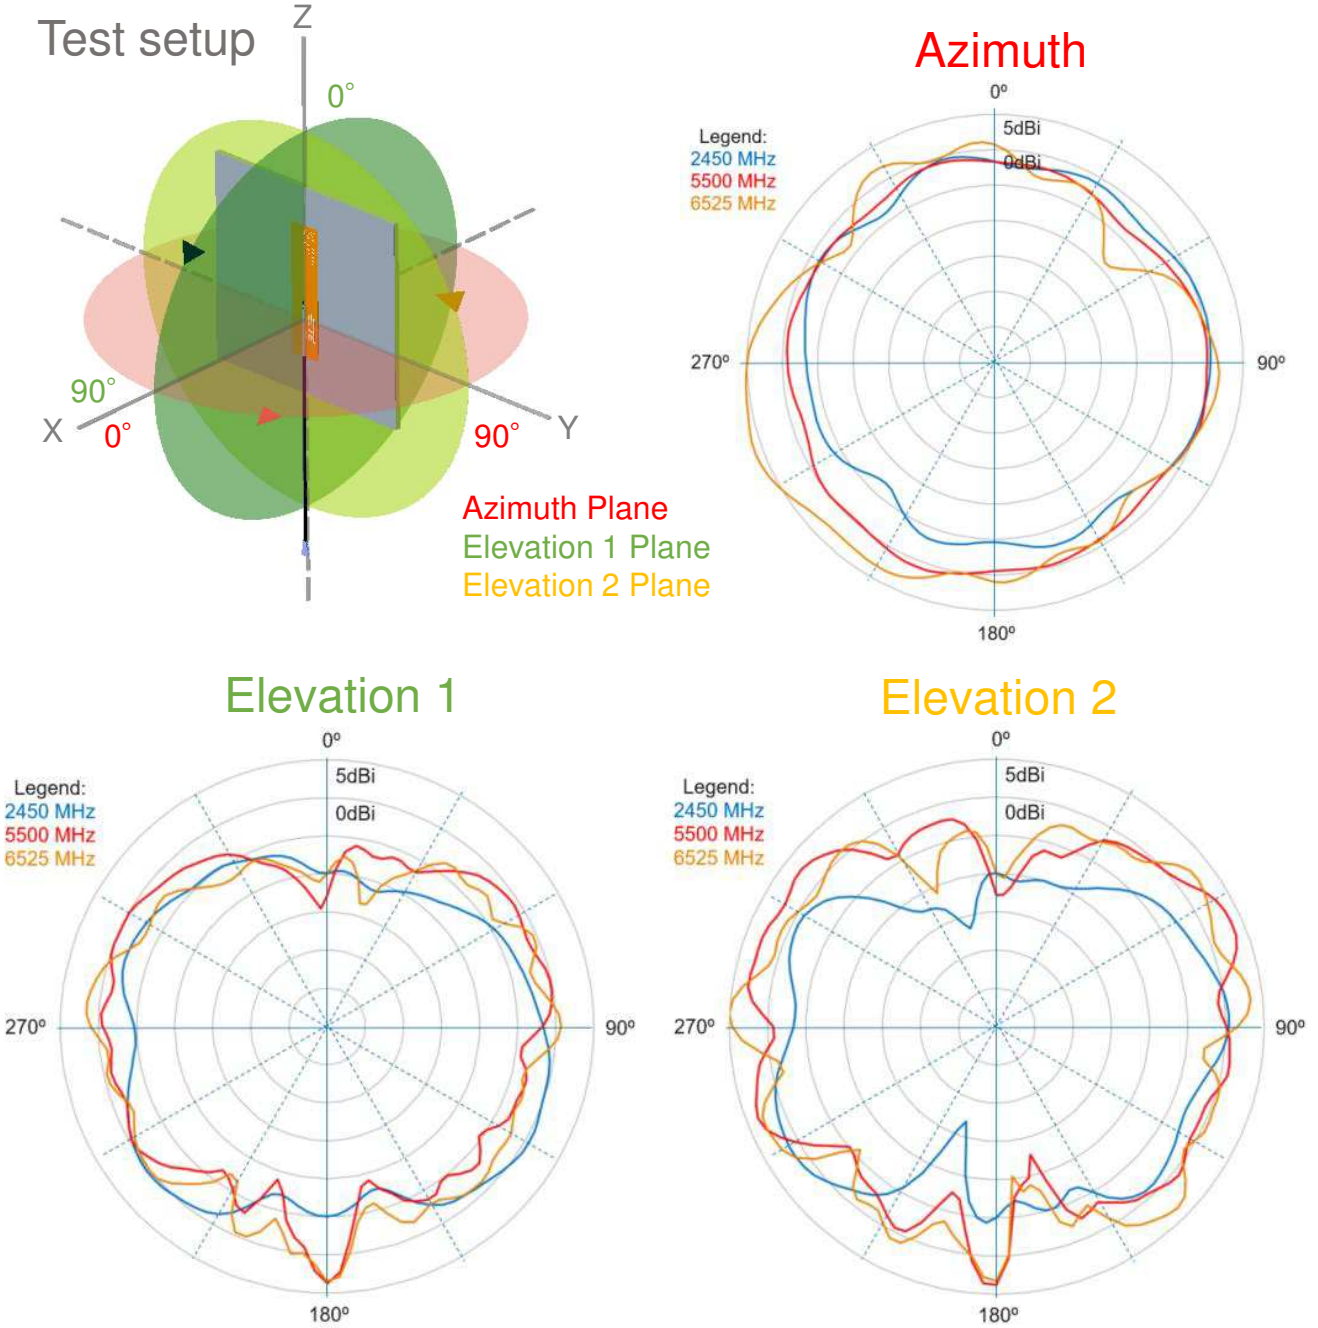 Test setup
Z
0°
90°
X
0°
90°
Y
Azimuth Plane
Elevation 1 Plane
Elevation 2 Plane
Azimuth
0º
5dBi
0dBi
Legend:
2450 MHz
5500 MHz
6525 MHz
270º
90º
180º
Elevation 1
0º
5dBi
0dBi
Legend:
2450 MHz
5500 MHz
6525 MHz
270º
90º
180º
Elevation 2
0º
5dBi
0dBi
Legend:
2450 MHz
5500 MHz
6525 MHz
270º
90º
180º